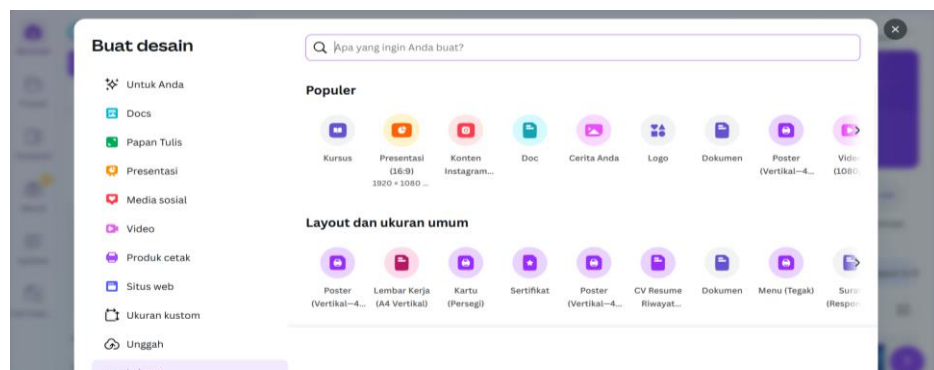 Buat desain
Apa yang ingin Anda buat?
Untuk Anda
Docs
Papan Tulis
Presentasi
Media sosial
Video
Produk cetak
Situs web
Ukuran kustom
Unggah
Populer
Kursus
Presentasi
(16:9)
1920 × 1080 ...
Konten
Instagram...
Doc
Cerita Anda
Logo
Dokumen
Poster
(Vertikal—4...
Layout dan ukuran umum
Poster
(Vertikal—4...
Lembar Kerja
(A4 Vertikal)
Kartu
(Persegi)
Sertifikat
Poster
(Vertikal—4...
CV Resume
Riwayat...
Dokumen
Menu (Tegak)